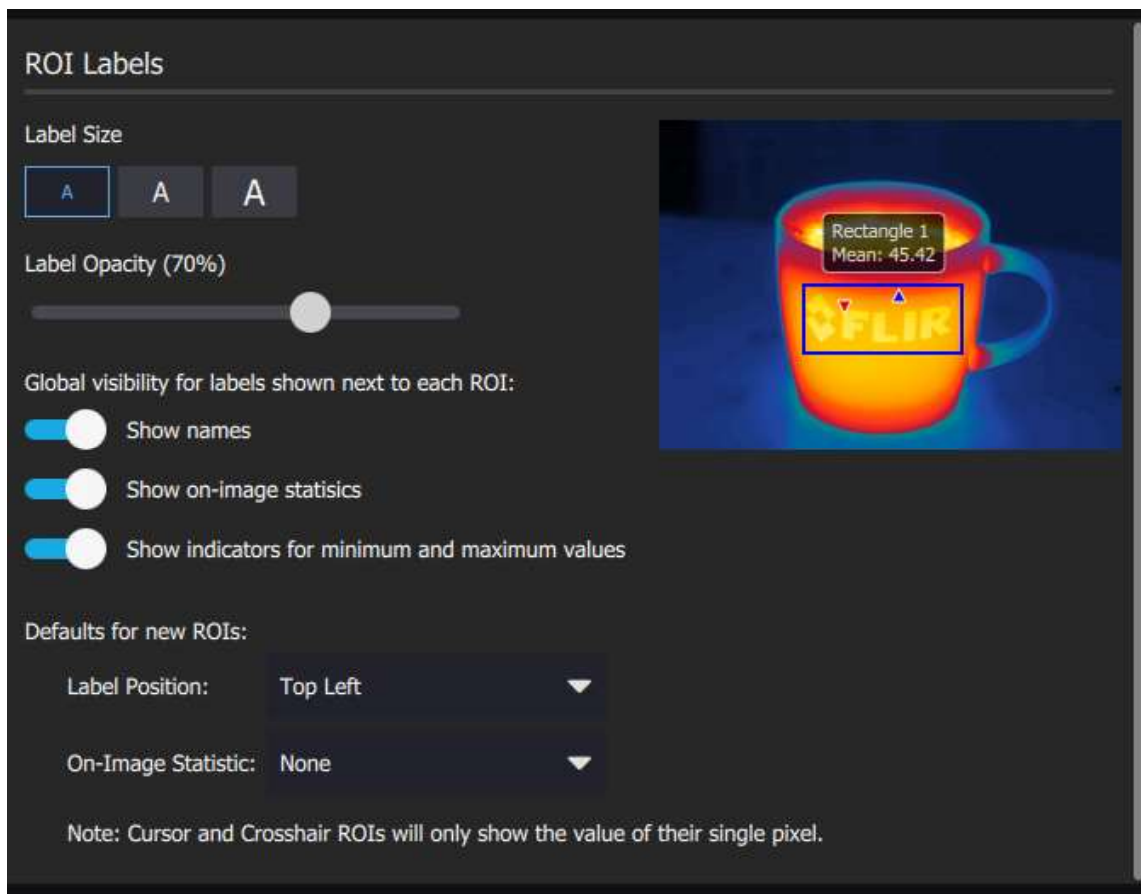 ROI Labels
Label Size
A A A
Rectangle 1
Mean: 45.42
FLIR
Label Opacity (70%)
Global visibility for labels shown next to each ROI:
Show names
Show on-image statisics
Show indicators for minimum and maximum values
Defaults for new ROIs:
Label Position: Top Left
On-Image Statistic: None
Note: Cursor and Crosshair ROIs will only show the value of their single pixel.